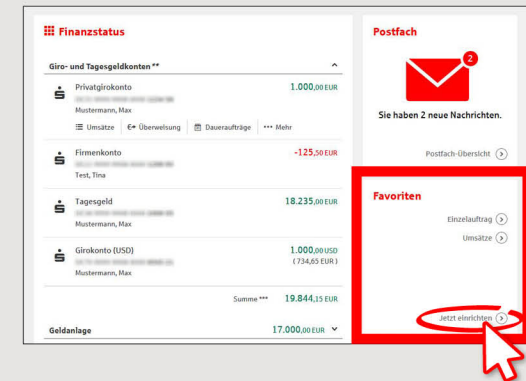 Finanzstatus
Giro- und Tagesgeldkonten**
Privatgirokonto 1.000,00 EUR
Mustermann, Max
Umsätze Überweisung Daueraufträge Mehr
Firmenkonto -125,50 EUR
Test, Tina
Tagesgeld 18.235,00 EUR
Mustermann, Max
Girokonto (USD) 1.000,00 USD
(734,65 EUR)
Mustermann, Max
Summe *** 19.844,15 EUR
Geldanlage 17.000,00 EUR
Postfach
2
Sie haben 2 neue Nachrichten.
Postfach-Übersicht
Favoriten
Einzelauftrag
Umsätze
Jetzt einrichten